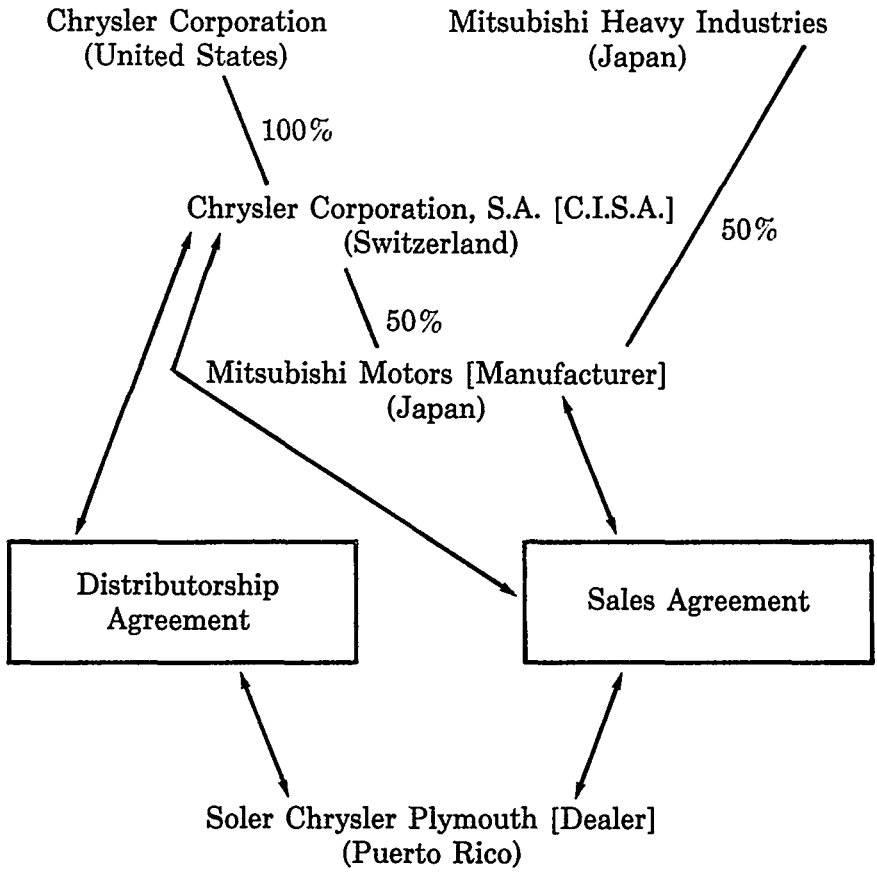 Chrysler Corporation
(United States)
Mitsubishi Heavy Industries
(Japan)
100%
Chrysler Corporation, S.A. [C.I.S.A.]
(Switzerland)
50%
50%
Mitsubishi Motors [Manufacturer]
(Japan)
Distributorship
Agreement
Sales Agreement
Soler Chrysler Plymouth [Dealer]
(Puerto Rico)